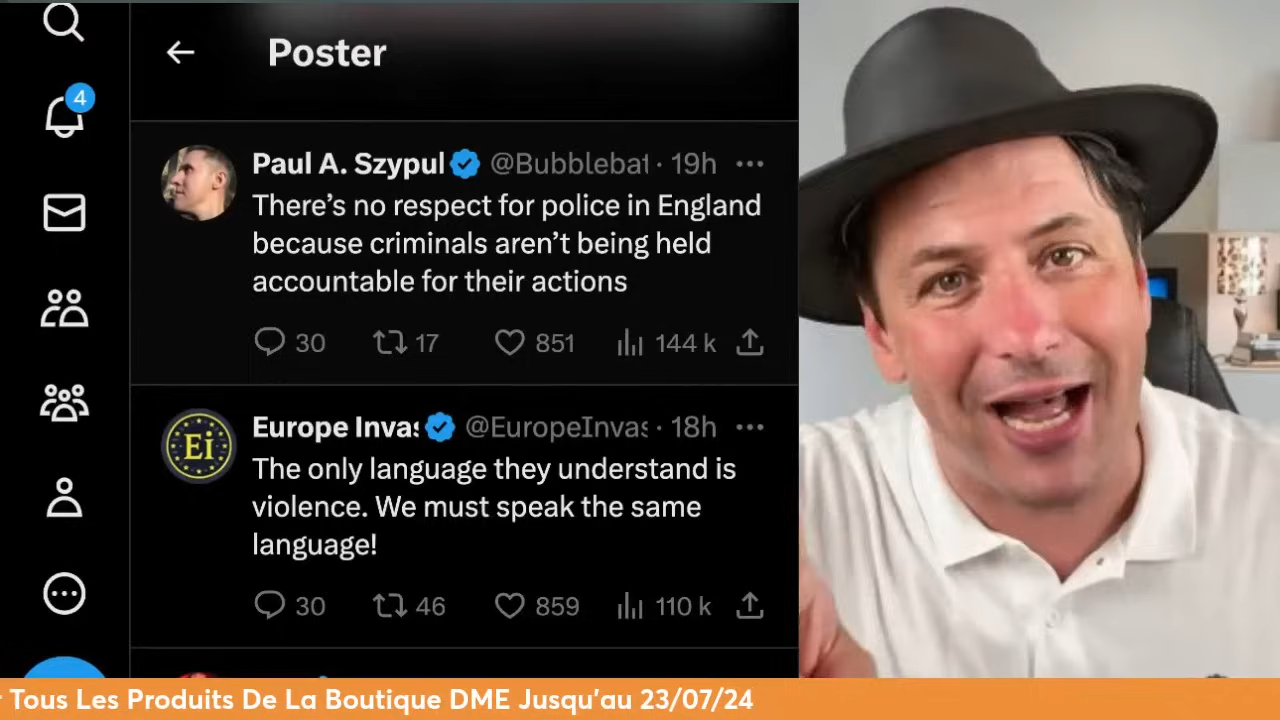 4
Poster
Paul A. Szypul @Bubblebat · 19h
There's no respect for police in England
because criminals aren't being held
accountable for their actions
30 17 851 144 k
Europe Invas @EuropeInvas · 18h
Ei
The only language they understand is
violence. We must speak the same
language!
30 46 859 110 k
Tous Les Produits De La Boutique DME Jusqu'au 23/07/24